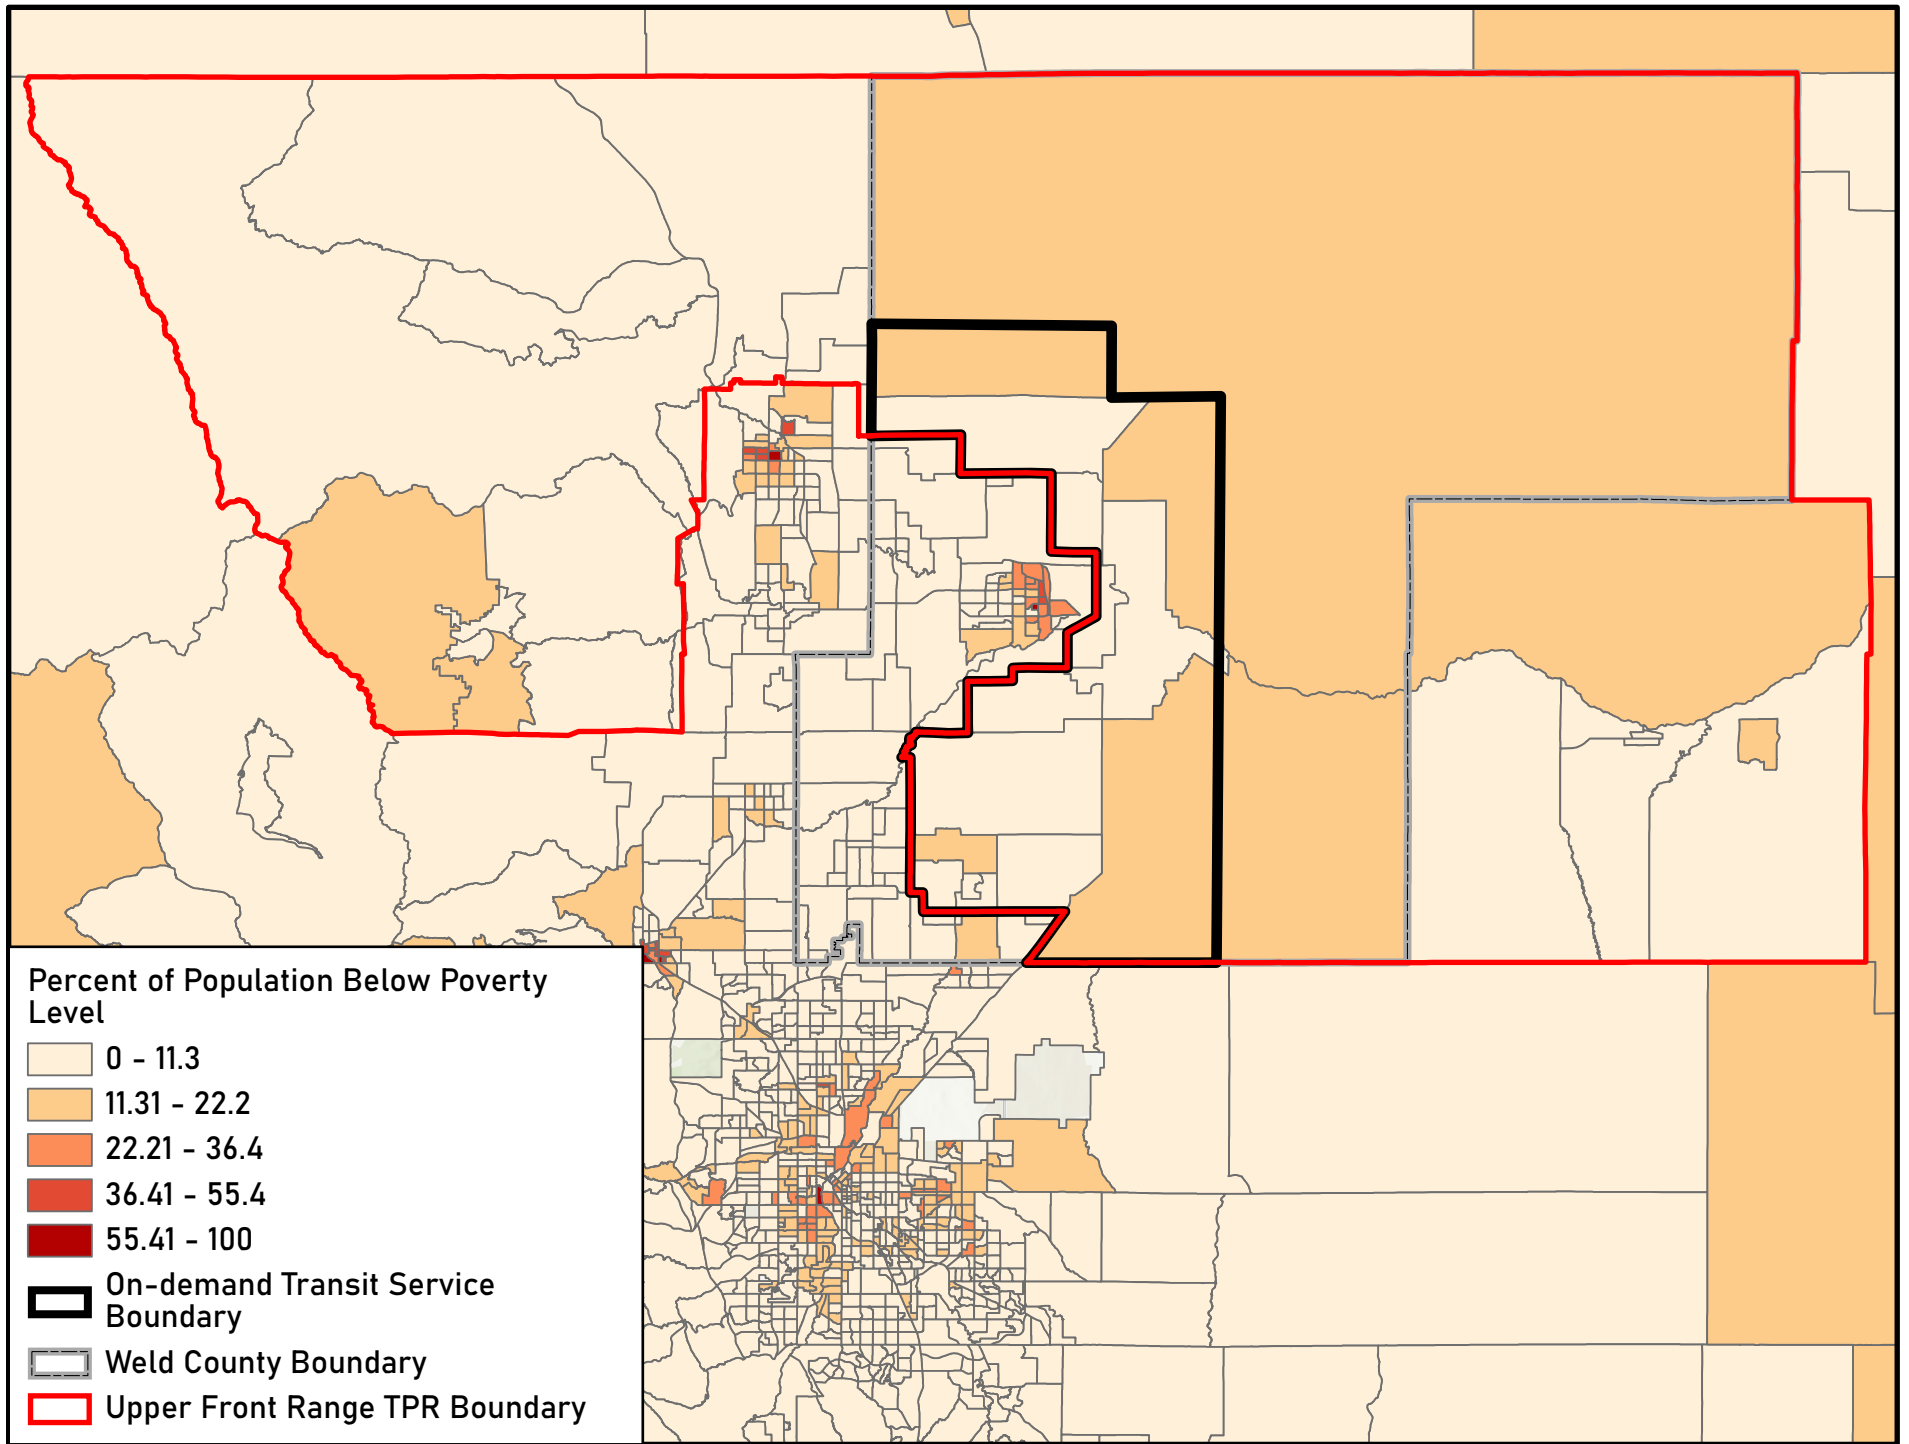 Percent of Population Below Poverty
Level
0 - 11.3
11.31 - 22.2
22.21 - 36.4
36.41 - 55.4
55.41 - 100
On-demand Transit Service
Boundary
Weld County Boundary
Upper Front Range TPR Boundary